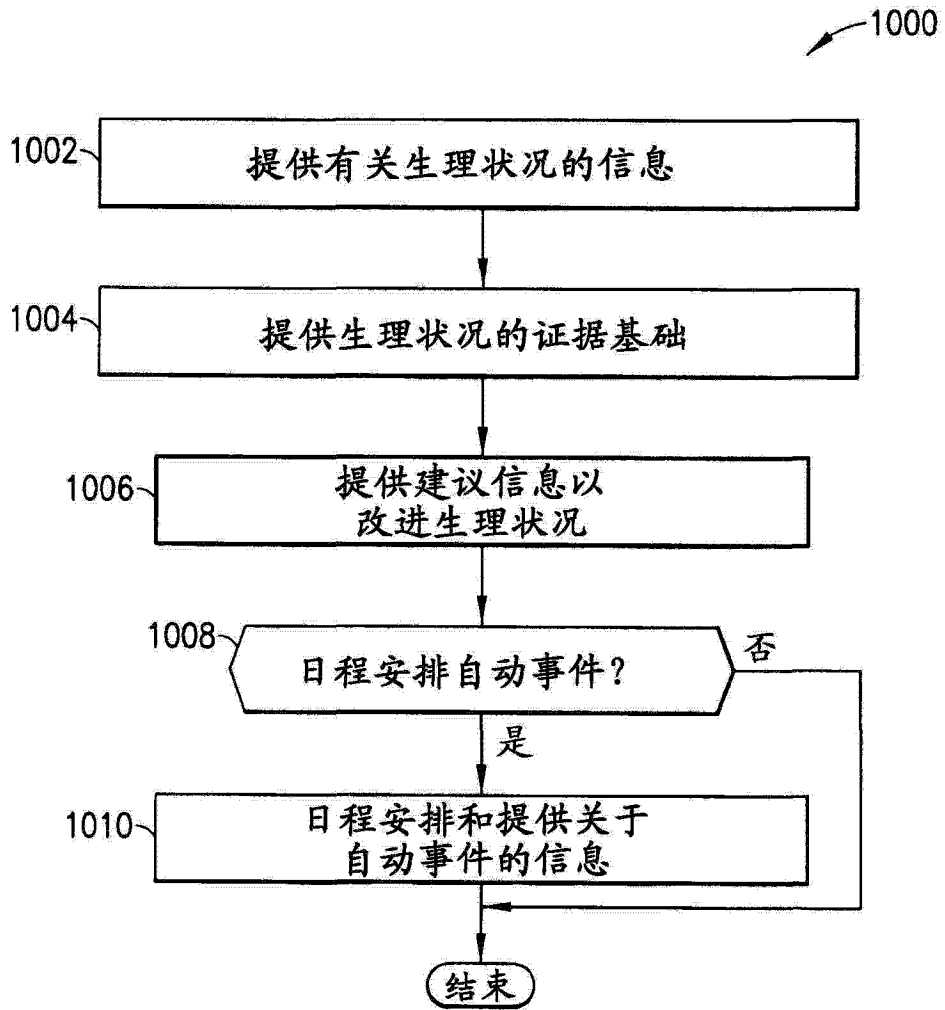 1000
1002
提供有关生理状况的信息
1004
提供生理状况的证据基础
1006
提供建议信息以
改进生理状况
1008
日程安排自动事件?
否
是
1010
日程安排和提供关于
自动事件的信息
结束